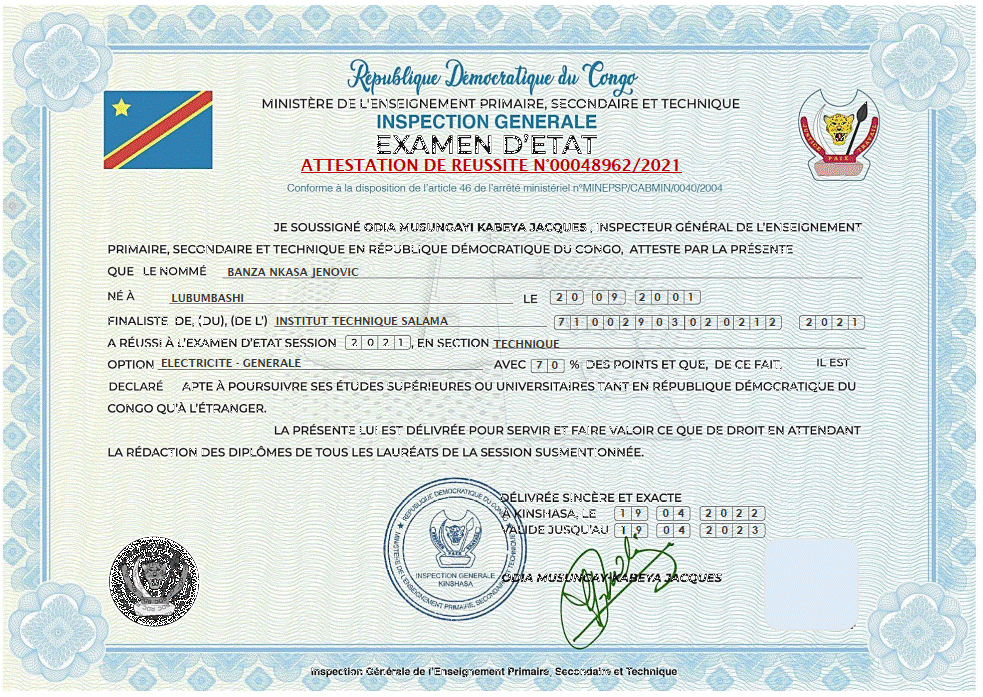 République Démocratique du Congo
MINISTÈRE DE L'ENSEIGNEMENT PRIMAIRE, SECONDAIRE ET TECHNIQUE
INSPECTION GENERALE
EXAMEN D'ETAT
ATTESTATION DE REUSSITE N°00048962/2021
Conforme à la disposition de l'article 46 de l'arrêté ministériel n°MINEPSP/CABMIN/0040/2004
JUSTICE PAIX TRAVAIL
JE SOUSSIGNÉ ODIA MUSUNGAYI KABEYA JACQUES , INSPECTEUR GÉNÉRAL DE L'ENSEIGNEMENT
PRIMAIRE, SECONDAIRE ET TECHNIQUE EN RÉPUBLIQUE DÉMOCRATIQUE DU CONGO, ATTESTE PAR LA PRÉSENTE
QUE LE NOMMÉ BANZA NKASA JENOVIC
NÉ À LUBUMBASHI LE 20 09 2001
FINALISTE DE, (DU), (DE L') INSTITUT TECHNIQUE SALAMA 71002903020212 2021
A RÉUSSI À L'EXAMEN D'ETAT SESSION 2021, EN SECTION TECHNIQUE
OPTION ELECTRICITE - GENERALE AVEC 70 % DES POINTS ET QUE, DE CE FAIT, IL EST
DECLARÉ APTE À POURSUIVRE SES ÉTUDES SUPÉRIEURES OU UNIVERSITAIRES TANT EN RÉPUBLIQUE DÉMOCRATIQUE DU
CONGO QU'À L'ÉTRANGER.
LA PRÉSENTE LUI EST DÉLIVRÉE POUR SERVIR ET FAIRE VALOIR CE QUE DE DROIT EN ATTENDANT
LA RÉDACTION DES DIPLÔMES DE TOUS LES LAURÉATS DE LA SESSION SUSMENTIONNÉE.
DÉLIVRÉE SINCÈRE ET EXACTE
À KINSHASA, LE 19 04 2022
VALIDE JUSQU'AU 19 04 2023
ODIA MUSUNGAYI KABEYA JACQUES
REPUBLIQUE DEMOCRATIQUE DU CONGO
MINISTERE DE L'ENSEIGNEMENT PRIMAIRE, SECONDAIRE ET TECHNIQUE
INSPECTION GENERALE
KINSHASA
Inspection Générale de l'Enseignement Primaire, Secondaire et Technique